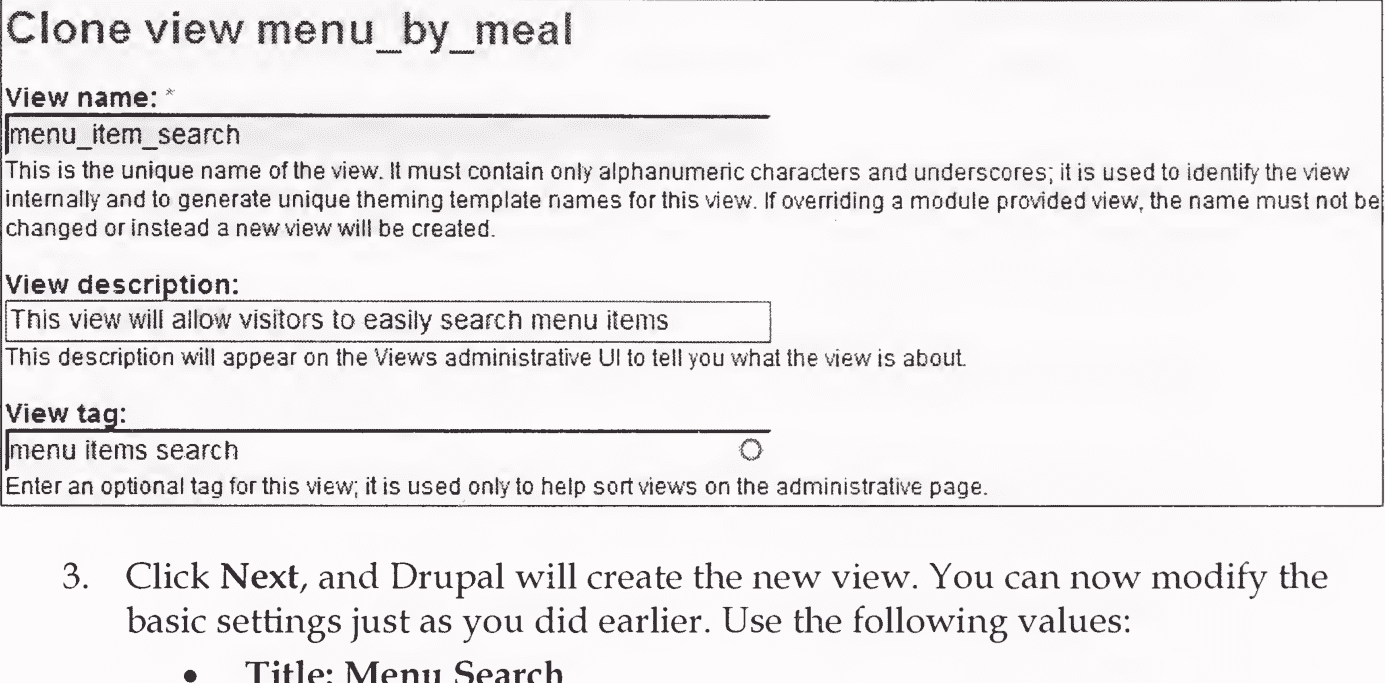 Clone view menu_by_meal
View name: *
menu_item_search
This is the unique name of the view. It must contain only alphanumeric characters and underscores; it is used to identify the view
internally and to generate unique theming template names for this view. If overriding a module provided view, the name must not be
changed or instead a new view will be created.
View description:
This view will allow visitors to easily search menu items
This description will appear on the Views administrative UI to tell you what the view is about.
View tag:
menu items search
Enter an optional tag for this view; it is used only to help sort views on the administrative page.
3. Click Next, and Drupal will create the new view. You can now modify the
basic settings just as you did earlier. Use the following values:
• Title: Menu Search